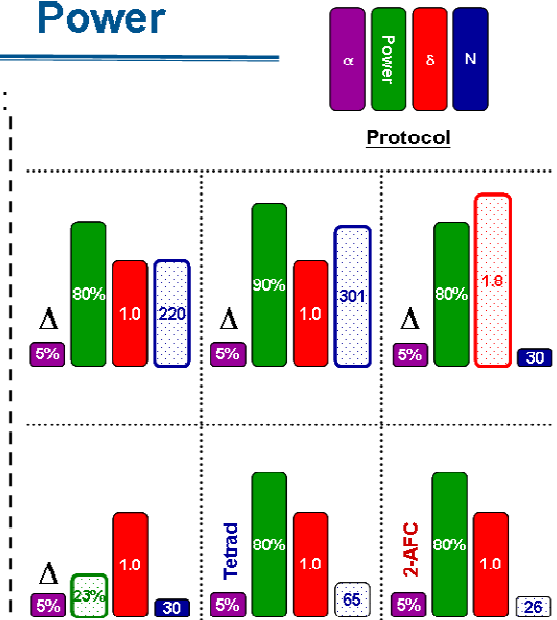 Power
α Power δ N
Protocol
Δ 5% 80% 1.0 220
Δ 5% 90% 1.0 301
Δ 5% 80% 1.8 30
Δ 5% 23% 1.0 30
Tetrad 5% 80% 1.0 65
2-AFC 5% 80% 1.0 26